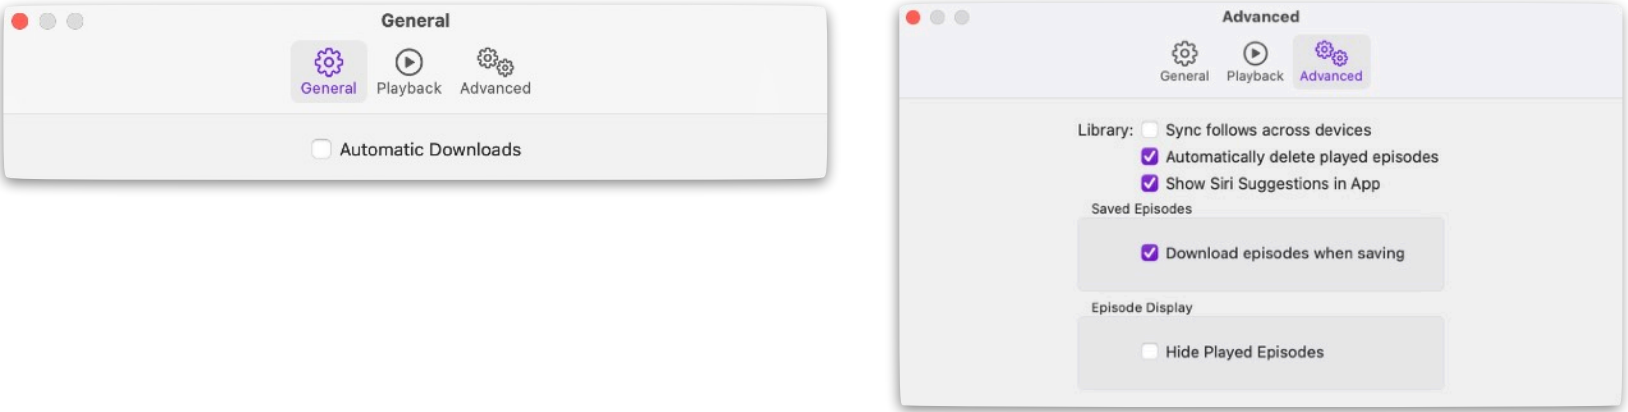 General
General
Playback
Advanced
Automatic Downloads
Advanced
General
Playback
Advanced
Library: Sync follows across devices
Automatically delete played episodes
Show Siri Suggestions in App
Saved Episodes
Download episodes when saving
Episode Display
Hide Played Episodes